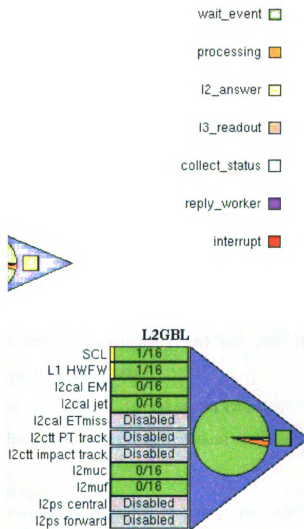 wait_event
processing
l2_answer
l3_readout
collect_status
reply_worker
interrupt
L2GBL
SCL 1/16
L1 HWFW 1/16
l2cal EM 0/16
l2cal jet 0/16
l2cal ETmiss Disabled
l2ctt PT track Disabled
l2ctt impact track Disabled
l2muc 0/16
l2muf 0/16
l2ps central Disabled
l2ps forward Disabled